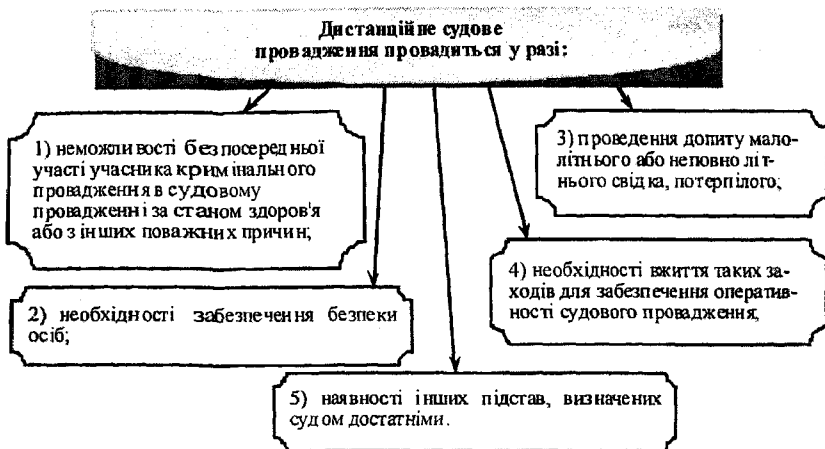 Дистанційне судове
провадження провадиться у разі:
1) неможливості безпосередньої
участі учасника кримінального
провадження в судовому
провадженні за станом здоров'я
або з інших поважних причин;
2) необхідності забезпечення безпеки
осіб;
3) проведення допиту мало-
літнього або неповноліт-
нього свідка, потерпілого;
4) необхідності вжиття таких за-
ходів для забезпечення оператив-
ності судового провадження;
5) наявності інших підстав, визначених
судом достатніми.